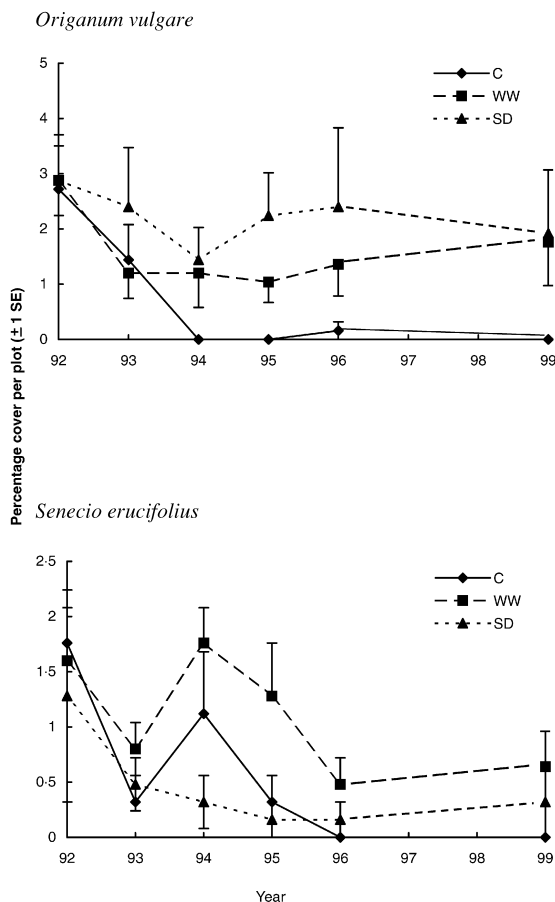 Origanum vulgare
5
4
3
2
1
0
C
WW
SD
92 93 94 95 96 97 98 99
Percentage cover per plot (± 1 SE)
Senecio erucifolius
2·5
2
1·5
1
0·5
0
C
WW
SD
92 93 94 95 96 97 98 99
Year